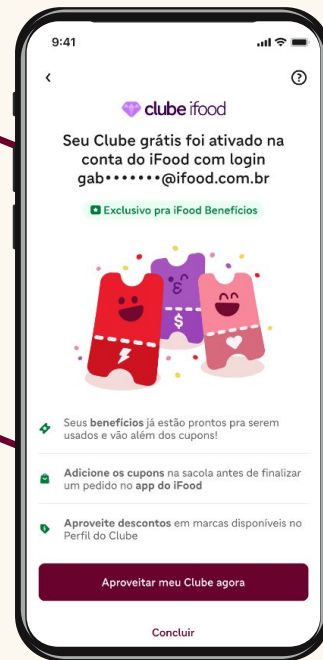 9:41
clube ifood
Seu Clube grátis foi ativado na
conta do iFood com login
gab•••••••@ifood.com.br
Exclusivo pra iFood Benefícios
$
Seus benefícios já estão prontos pra serem
usados e vão além dos cupons!
Adicione os cupons na sacola antes de finalizar
um pedido no app do iFood
Aproveite descontos em marcas disponíveis no
Perfil do Clube
Aproveitar meu Clube agora
Concluir